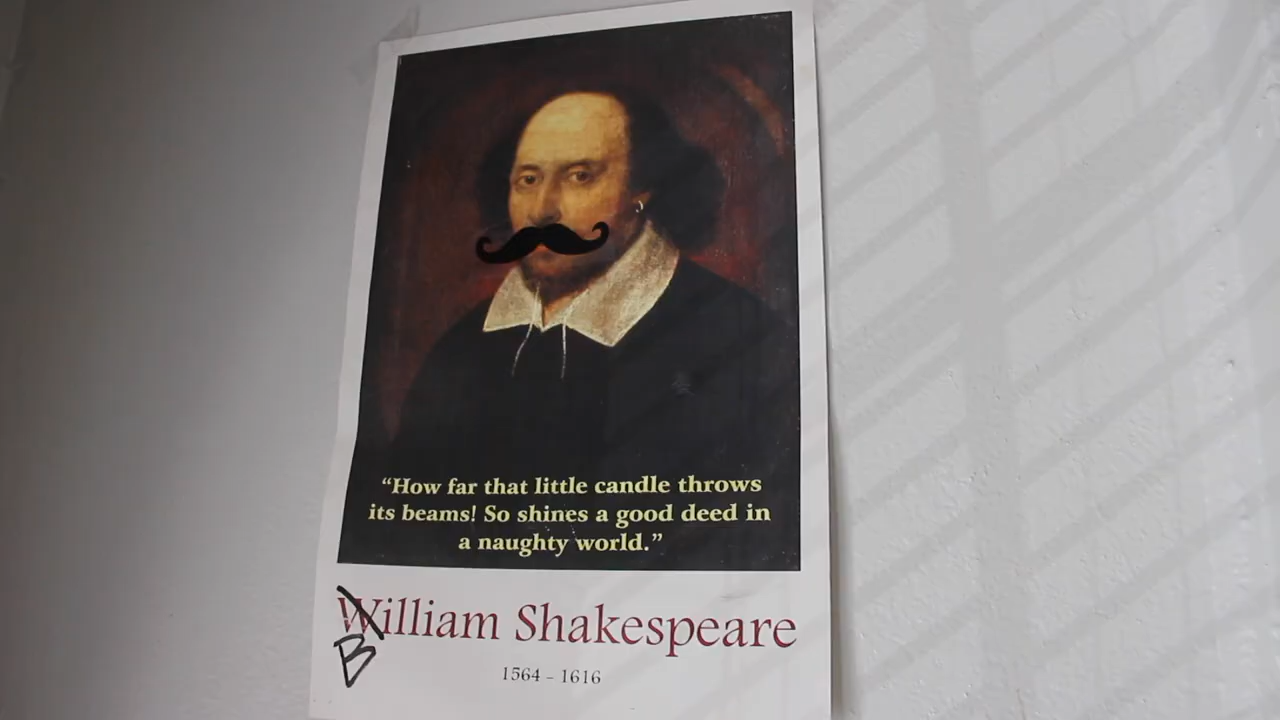 “How far that little candle throws
its beams! So shines a good deed in
a naughty world.”
William Shakespeare
B
1564 – 1616